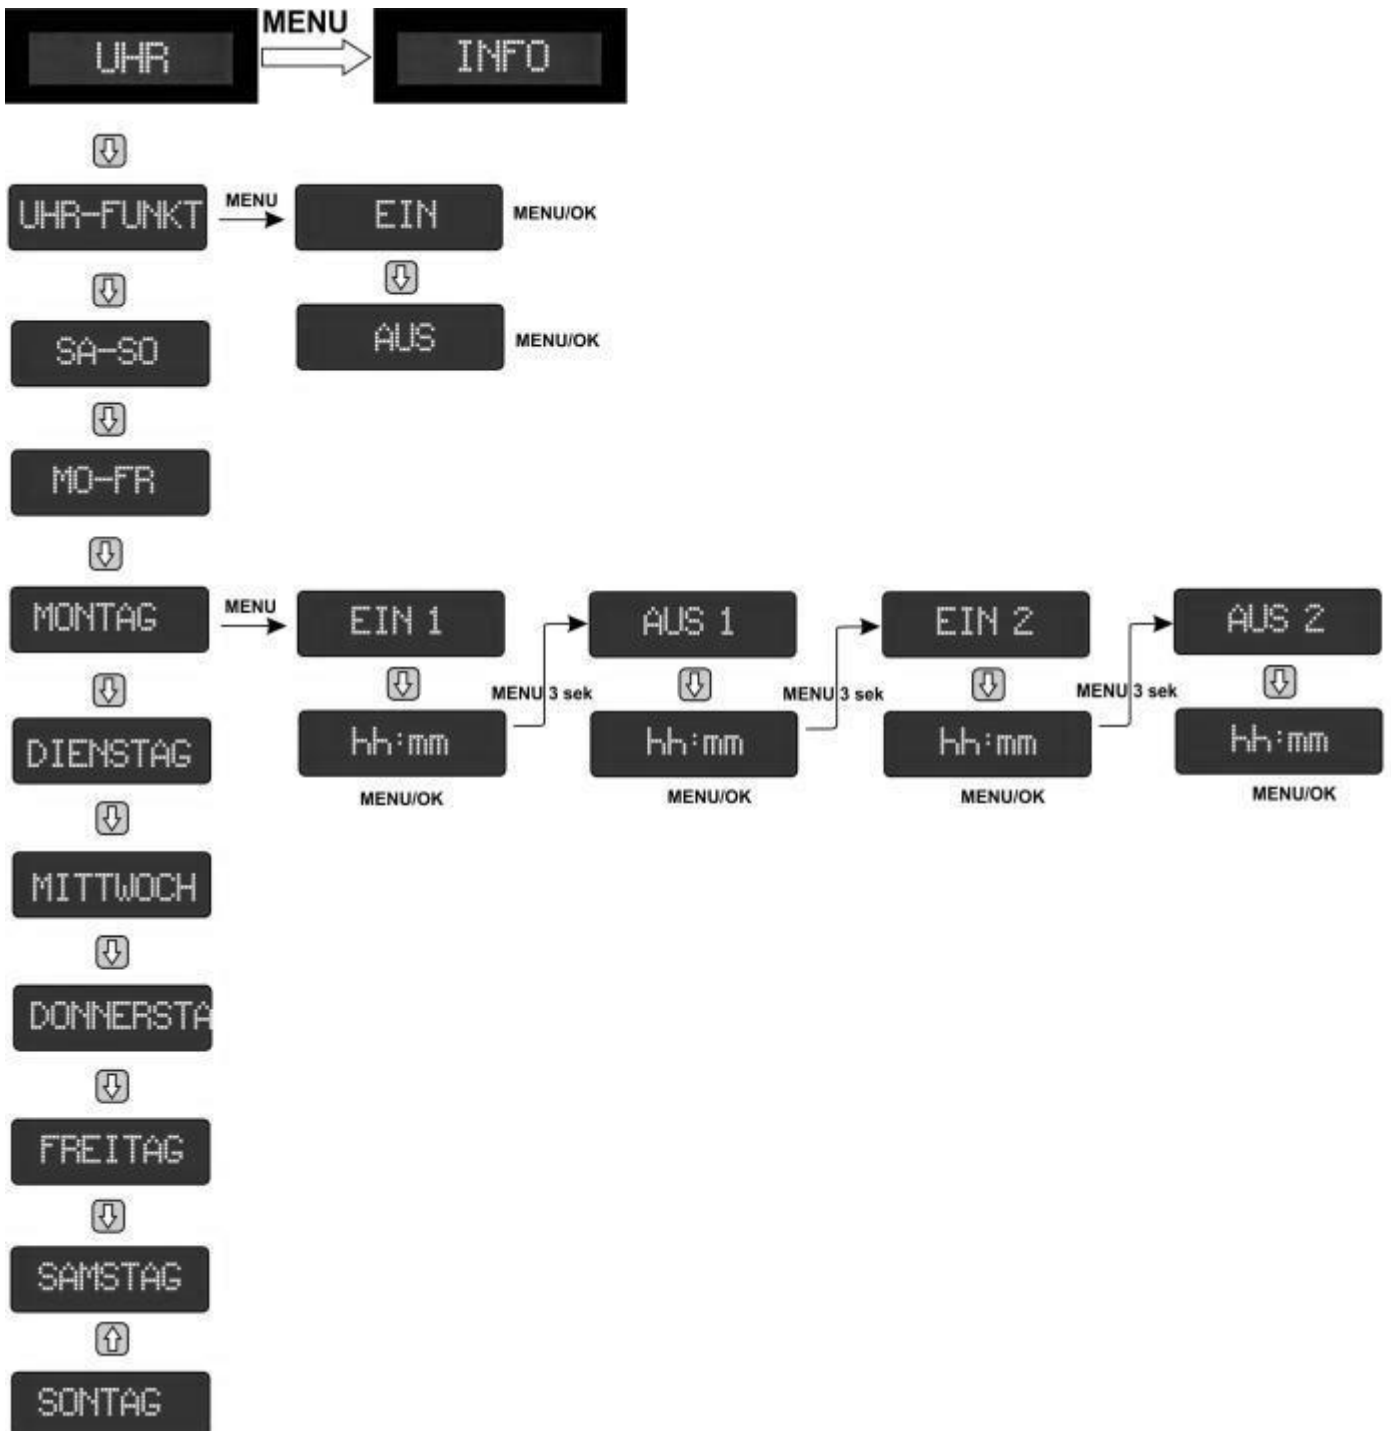 MENU
UHR
INFO
UHR-FUNKT
MENU
EIN
MENU/OK
SA-SO
AUS
MENU/OK
MO-FR
MONTAG
MENU
EIN 1
AUS 1
EIN 2
AUS 2
MENU 3 sek
MENU 3 sek
MENU 3 sek
DIENSTAG
hh:mm
hh:mm
hh:mm
hh:mm
MENU/OK
MENU/OK
MENU/OK
MENU/OK
MITTWOCH
DONNERSTA
FREITAG
SAMSTAG
SONTAG